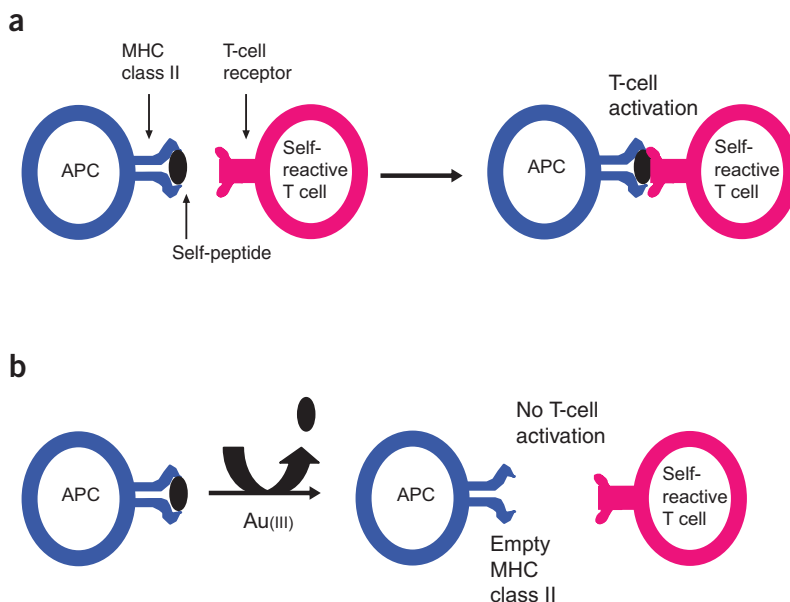 a
MHC
class II
T-cell
receptor
APC
Self-
reactive
T cell
Self-peptide
T-cell
activation
APC
Self-
reactive
T cell
b
APC
Au(III)
No T-cell
activation
APC
Empty
MHC
class II
Self-
reactive
T cell